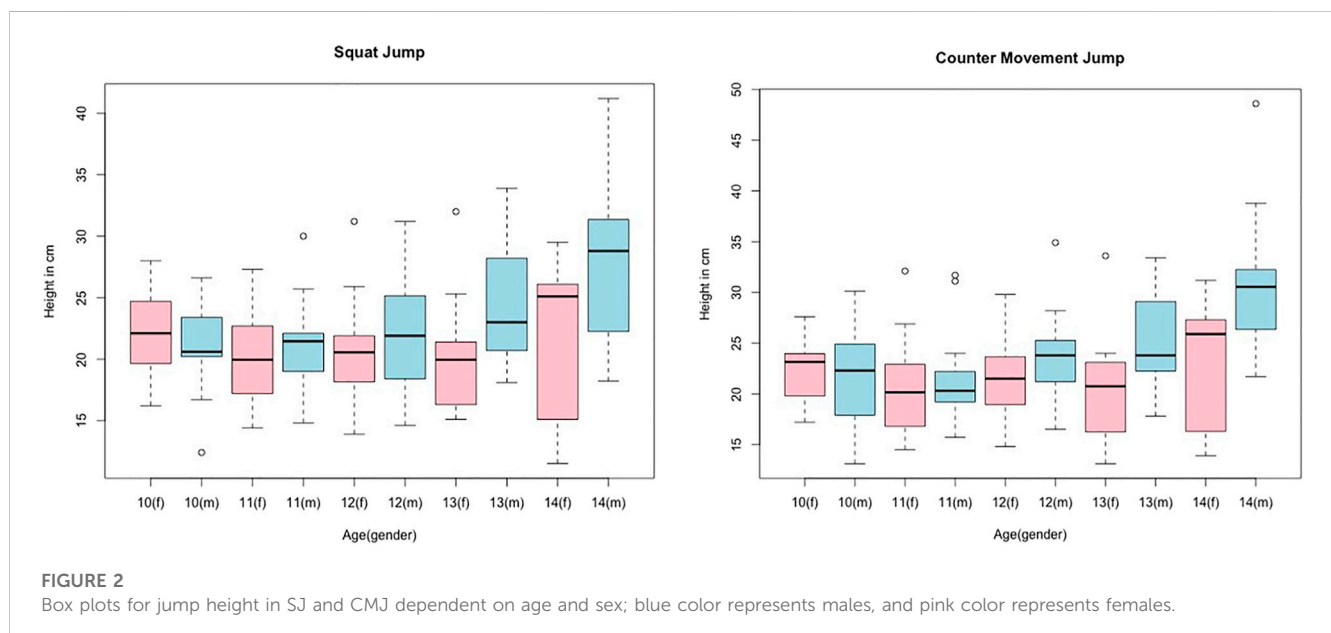 Squat Jump
Height in cm
40
35
30
25
20
15
10(f) 10(m) 11(f) 11(m) 12(f) 12(m) 13(f) 13(m) 14(f) 14(m)
Age(gender)
Counter Movement Jump
Height in cm
50
45
40
35
30
25
20
15
10(f) 10(m) 11(f) 11(m) 12(f) 12(m) 13(f) 13(m) 14(f) 14(m)
Age(gender)
FIGURE 2
Box plots for jump height in SJ and CMJ dependent on age and sex; blue color represents males, and pink color represents females.